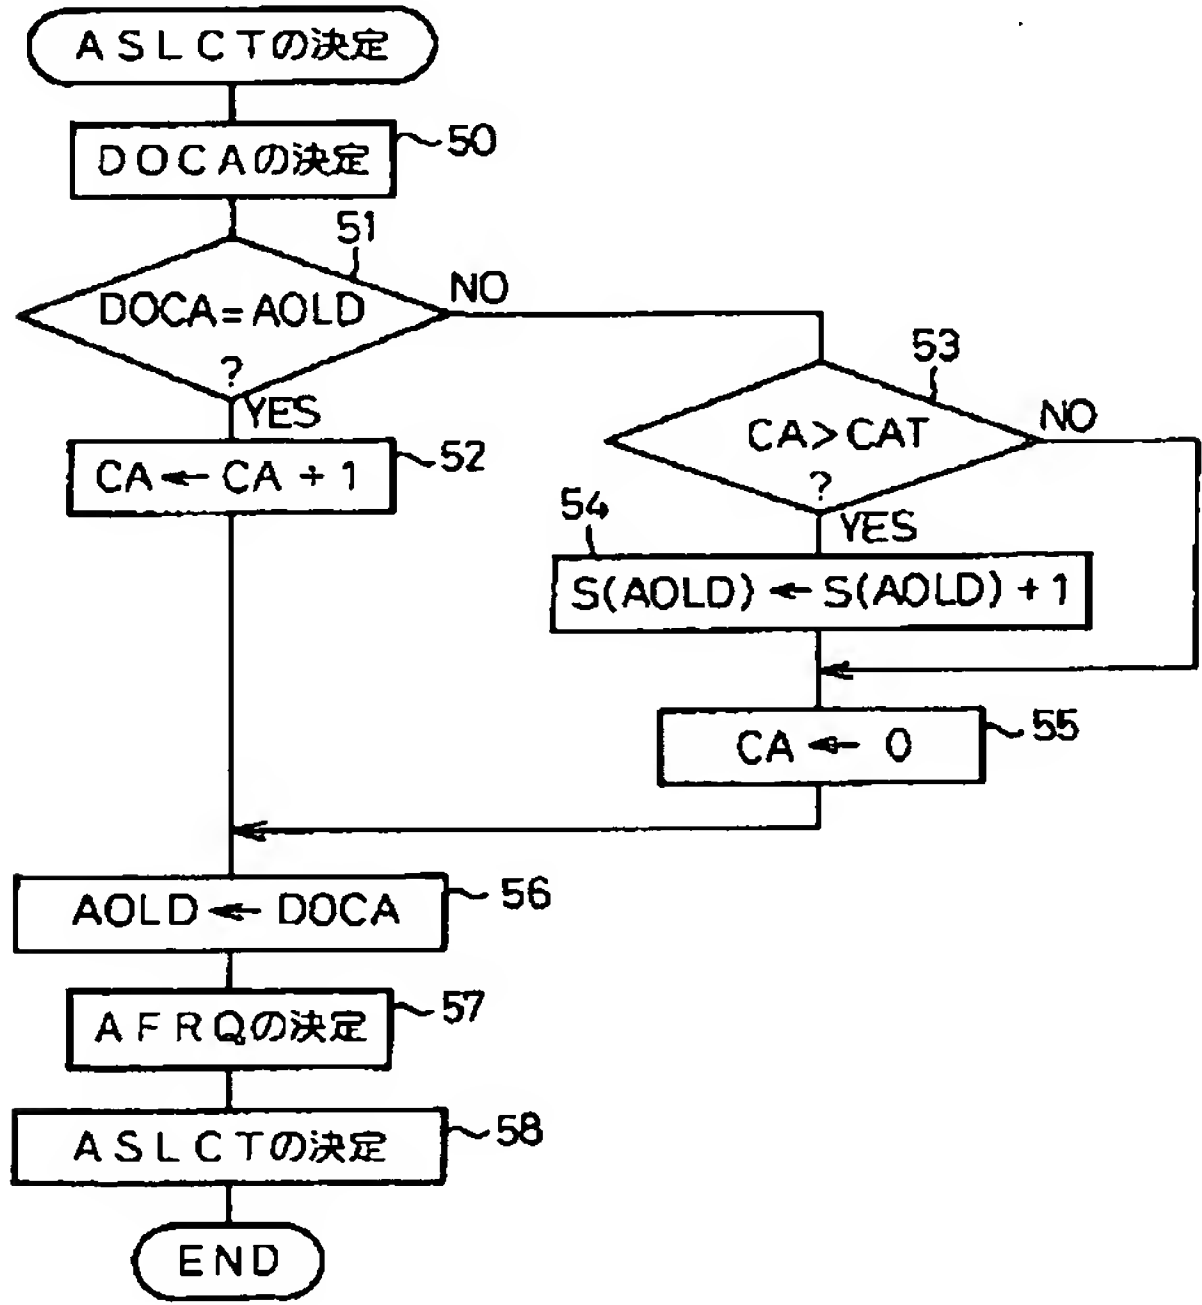 ASLCTの決定
DOCAの決定
50
51
DOCA=AOLD
?
NO
YES
CA←CA+1
52
53
CA>CAT
?
NO
YES
54
S(AOLD)←S(AOLD)+1
CA←0
55
AOLD←DOCA
56
AFRQの決定
57
ASLCTの決定
58
END